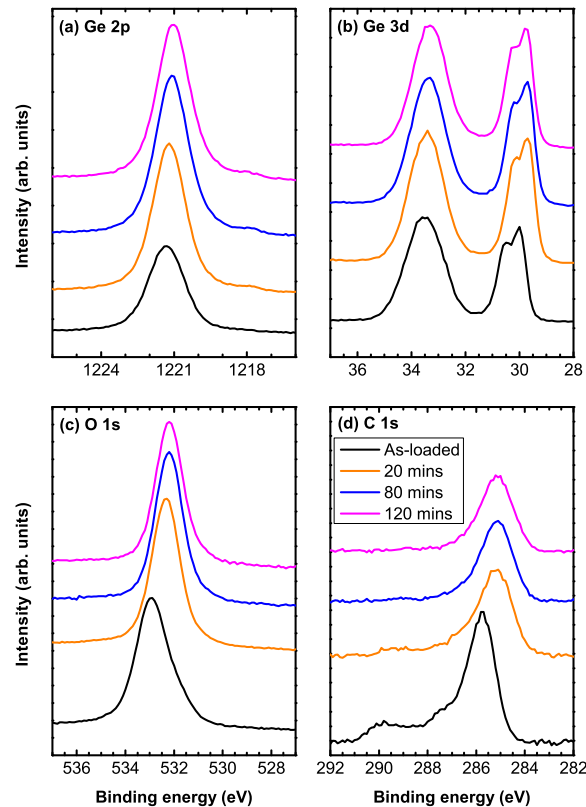 (a) Ge 2p
(b) Ge 3d
Intensity (arb. units)
1224 1221 1218
36 34 32 30 28
(c) O 1s
(d) C 1s
As-loaded
20 mins
80 mins
120 mins
Intensity (arb. units)
536 534 532 530 528
292 290 288 286 284 282
Binding energy (eV)
Binding energy (eV)